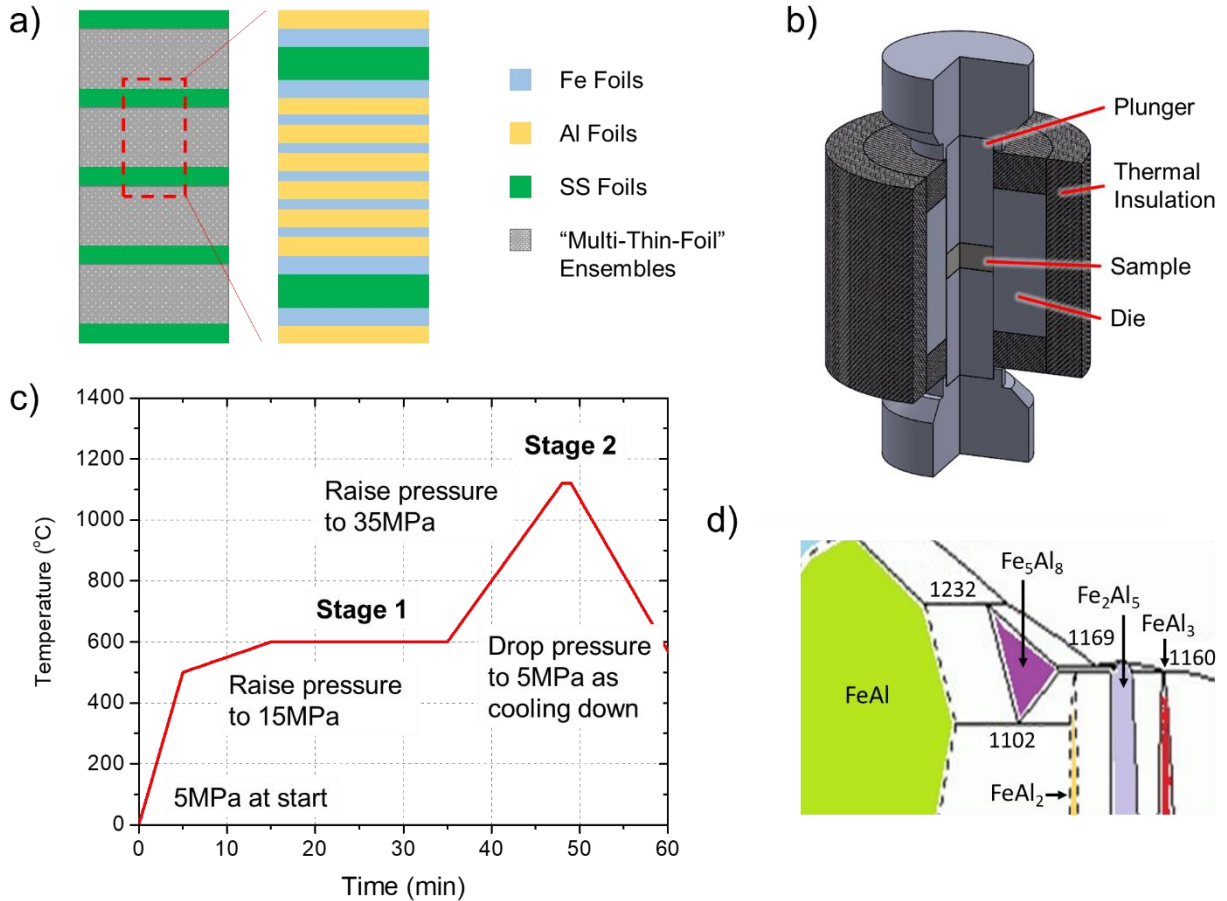 a)
Fe Foils
Al Foils
SS Foils
“Multi-Thin-Foil”
Ensembles
b)
Plunger
Thermal
Insulation
Sample
Die
c)
1400
1200
1000
800
600
400
200
0
Temperature (°C)
0
10
20
30
40
50
60
Time (min)
Stage 2
Raise pressure
to 35MPa
Stage 1
Raise pressure
to 15MPa
Drop pressure
to 5MPa as
cooling down
5MPa at start
d)
Fe₅Al₈
Fe₂Al₅
FeAl₃
1232
1169
1160
FeAl
1102
FeAl₂